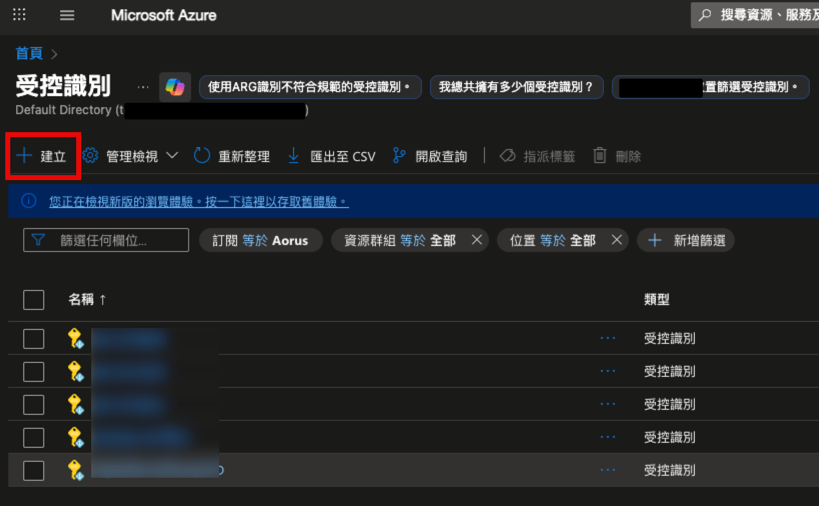 Microsoft Azure
搜尋資源、服務及
首頁 >
受控識別 ...
使用ARG識別不符合規範的受控識別。
我總共擁有多少個受控識別？
置篩選受控識別。
Default Directory (t )
建立
管理檢視
重新整理
匯出至 CSV
開啟查詢
指派標籤
刪除
您正在檢視新版的瀏覽體驗。按一下這裡以存取舊體驗。
篩選任何欄位...
訂閱 等於 Aorus
資源群組 等於 全部
位置 等於 全部
新增篩選
名稱 ↑
類型
受控識別
受控識別
受控識別
受控識別
受控識別